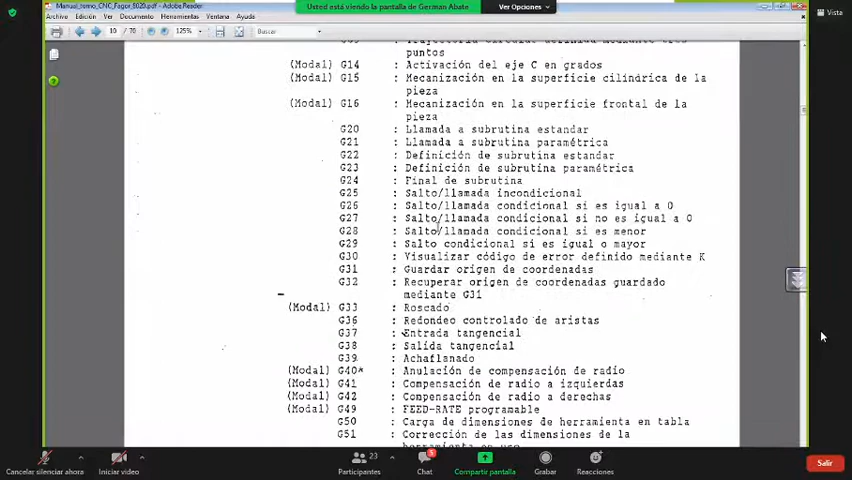 Manual_torno_CNC_Fagor_8020.pdf - Adobe Reader
Usted está viendo la pantalla de German Abate
Ver Opciones
Vista
Archivo Edición Ver Documento Herramientas Ventana Ayuda
10 / 70 125% Buscar
puntos
(Modal) G14 : Activación del eje C en grados
(Modal) G15 : Mecanización en la superficie cilíndrica de la
pieza
(Modal) G16 : Mecanización en la superficie frontal de la
pieza
G20 : Llamada a subrutina estandar
G21 : Llamada a subrutina paramétrica
G22 : Definición de subrutina estandar
G23 : Definición de subrutina paramétrica
G24 : Final de subrutina
G25 : Salto/llamada incondicional
G26 : Salto/llamada condicional si es igual a 0
G27 : Salto/llamada condicional si no es igual a 0
G28 : Salto/llamada condicional si es menor
G29 : Salto condicional si es igual o mayor
G30 : Visualizar código de error definido mediante K
G31 : Guardar origen de coordenadas
G32 : Recuperar origen de coordenadas guardado
mediante G31
(Modal) G33 : Roscado
G36 : Redondeo controlado de aristas
G37 : Entrada tangencial
G38 : Salida tangencial
G39 : Achaflanado
(Modal) G40* : Anulación de compensación de radio
(Modal) G41 : Compensación de radio a izquierdas
(Modal) G42 : Compensación de radio a derechas
(Modal) G49 : FEED-RATE programable
G50 : Carga de dimensiones de herramienta en tabla
G51 : Corrección de las dimensiones de la
Cancelar silenciar ahora
Iniciar video
23
Participantes
Chat
Compartir pantalla
Grabar
Reacciones
Salir